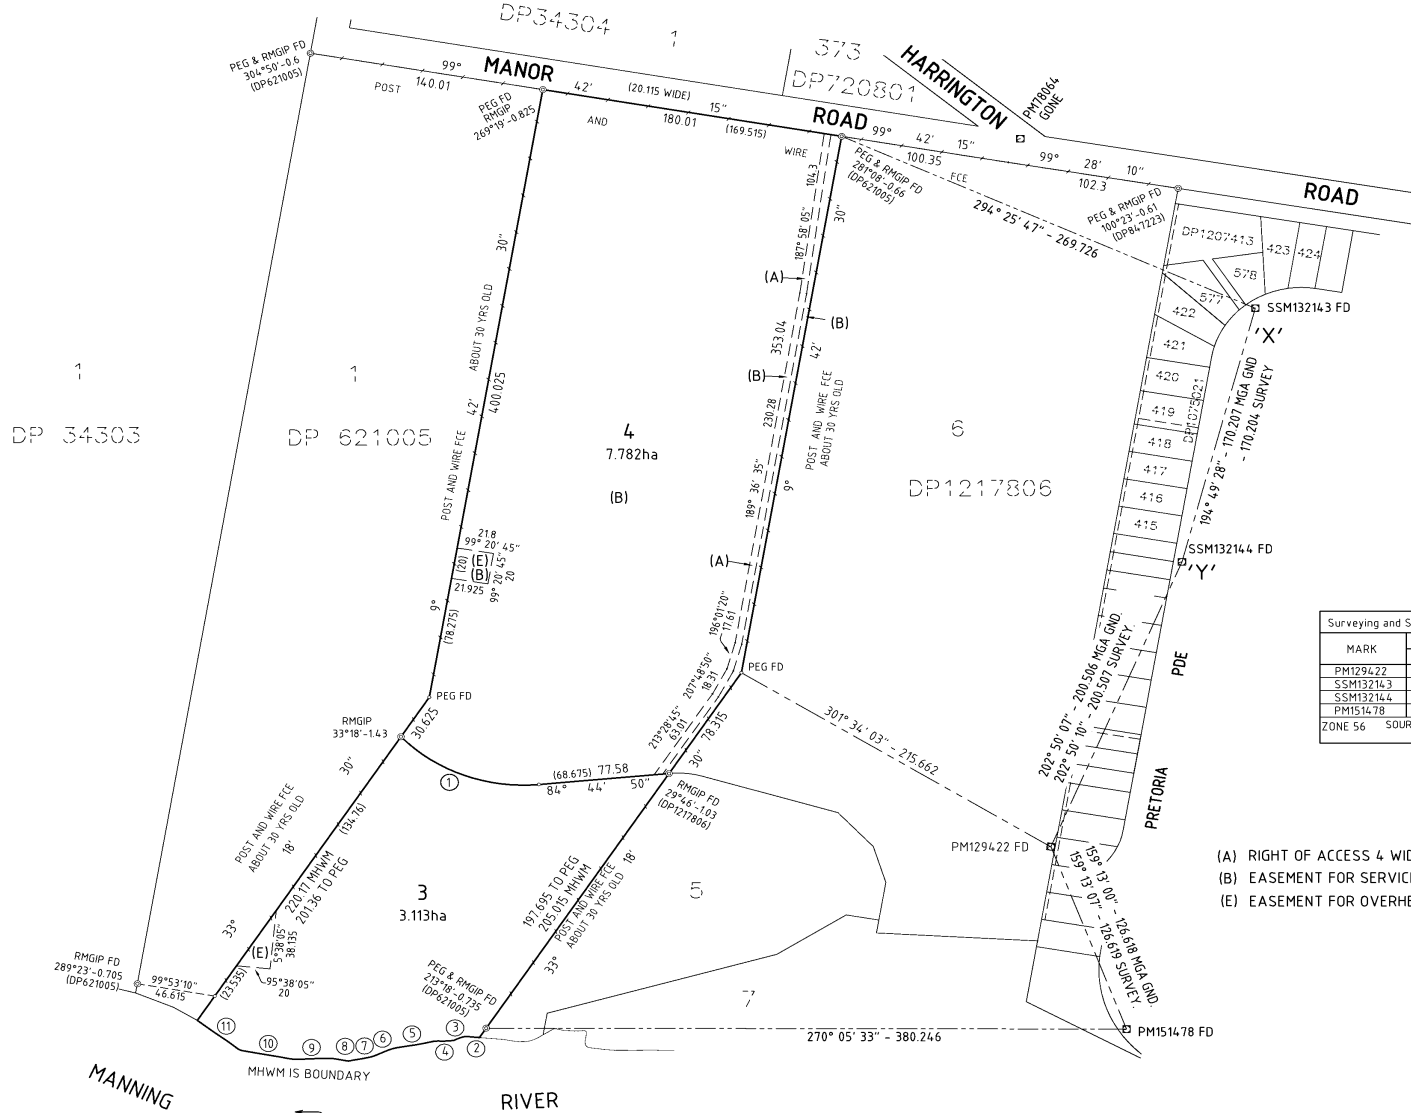 DP34304
1
373
DP720801
HARRINGTON
PM78064
GONE
PEG & RMGIP FD
304°50'-0.6
(DP621005)
99°
140.01
MANOR
POST
PEG FD
RMGIP
269°19'-0.825
42'
(20.115 WIDE)
15"
AND
180.01
(169.515)
ROAD
WIRE
99°
42'
15"
100.35
FCE
99°
28'
10"
102.3
ROAD
PEG & RMGIP FD
281°08'-0.66
(DP621005)
PEG & RMGIP FD
100°23'-0.61
(DP847223)
294° 25' 47" - 269.726
DP1207413
423
424
578
577
422
421
420
419
418
417
416
415
DP1075021
SSM132143 FD
'X'
194° 49' 28" - 170.207 MGA GND
- 170.204 SURVEY
SSM132144 FD
'Y'
104.3
187° 58' 05"
30"
(A)
(B)
353.04
42'
(B)
230.28
POST AND WIRE FCE
ABOUT 30 YRS OLD
189° 36' 35"
9°
(A)
196°01'20"
17.61
207°48'50"
18.31
213°28'45"
63.01
78.315
30"
PEG FD
30"
ABOUT 30 YRS OLD
400.025
42'
POST AND WIRE FCE
9°
(78.275)
21.8
99° 20' 45"
(20)
(E)
(B)
99° 20' 45"
20
21.925
1
DP 34303
1
DP 621005
4
7.782ha
(B)
6
DP1217806
PEG FD
RMGIP
33°18'-1.43
30.625
1
(68.675) 77.58
84° 44' 50"
RMGIP FD
29°46'-1.03
(DP1217806)
301° 34' 03" - 215.662
202° 50' 07" - 200.506 MGA GND.
202° 50' 10" - 200.507 SURVEY.
PDE
PRETORIA
Surveying and S
MARK
PM129422
SSM132143
SSM132144
PM151478
ZONE 56 SOUR
PM129422 FD
159° 13' 00" - 126.618 MGA GND.
159° 13' 07" - 126.619 SURVEY.
(A) RIGHT OF ACCESS 4 WID
(B) EASEMENT FOR SERVIC
(E) EASEMENT FOR OVERHE
30"
POST AND WIRE FCE
ABOUT 30 YRS OLD
18'
(134.76)
220.17 MHWM
201.36 TO PEG
33°
(E)
5°38'05"
38.135
(23.535)
95°38'05"
20
3
3.113ha
197.695 TO PEG
205.015 MHWM
POST AND WIRE FCE
ABOUT 30 YRS OLD
18'
33°
5
7
RMGIP FD
289°23'-0.705
(DP621005)
99°53'10"
46.615
PEG & RMGIP FD
213°18'-0.735
(DP621005)
270° 05' 33" - 380.246
PM151478 FD
11
10
9
8
7
6
5
4
3
2
MHWM IS BOUNDARY
MANNING
RIVER